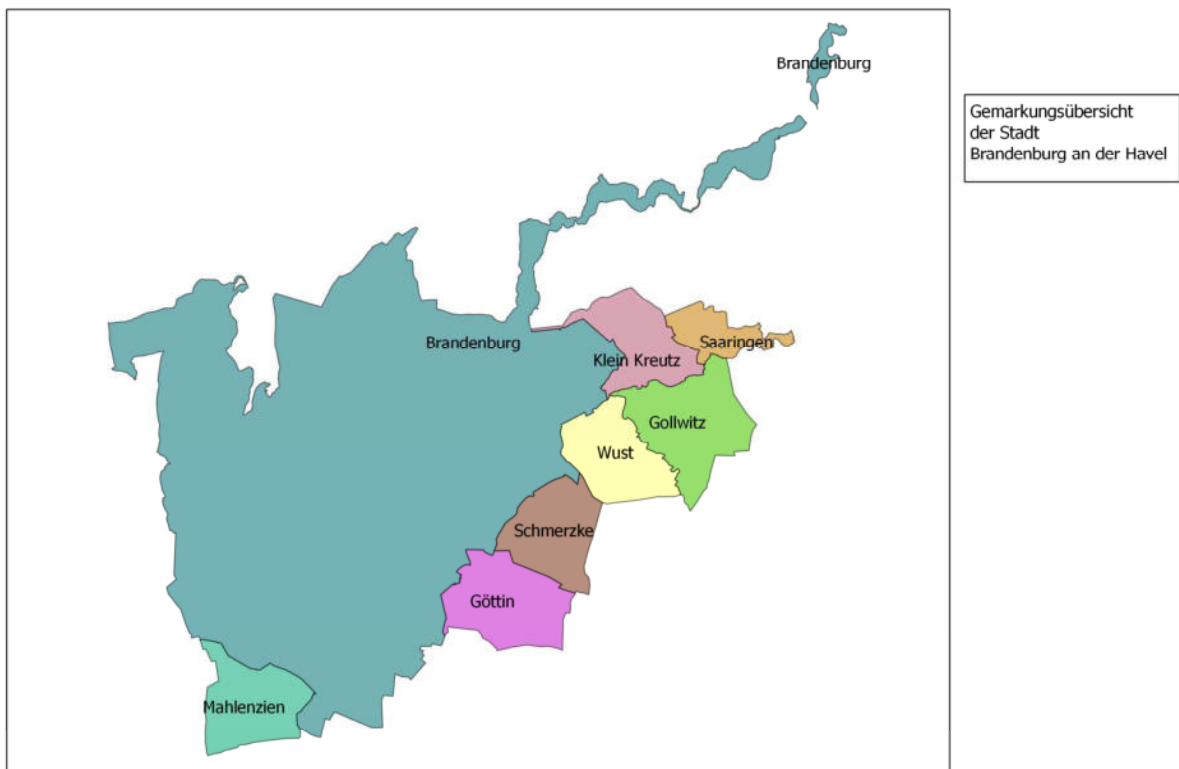 Brandenburg
Gemarkungsübersicht
der Stadt
Brandenburg an der Havel
Brandenburg
Saaringen
Klein Kreutz
Gollwitz
Wust
Schmerzke
Göttin
Mahlenzien